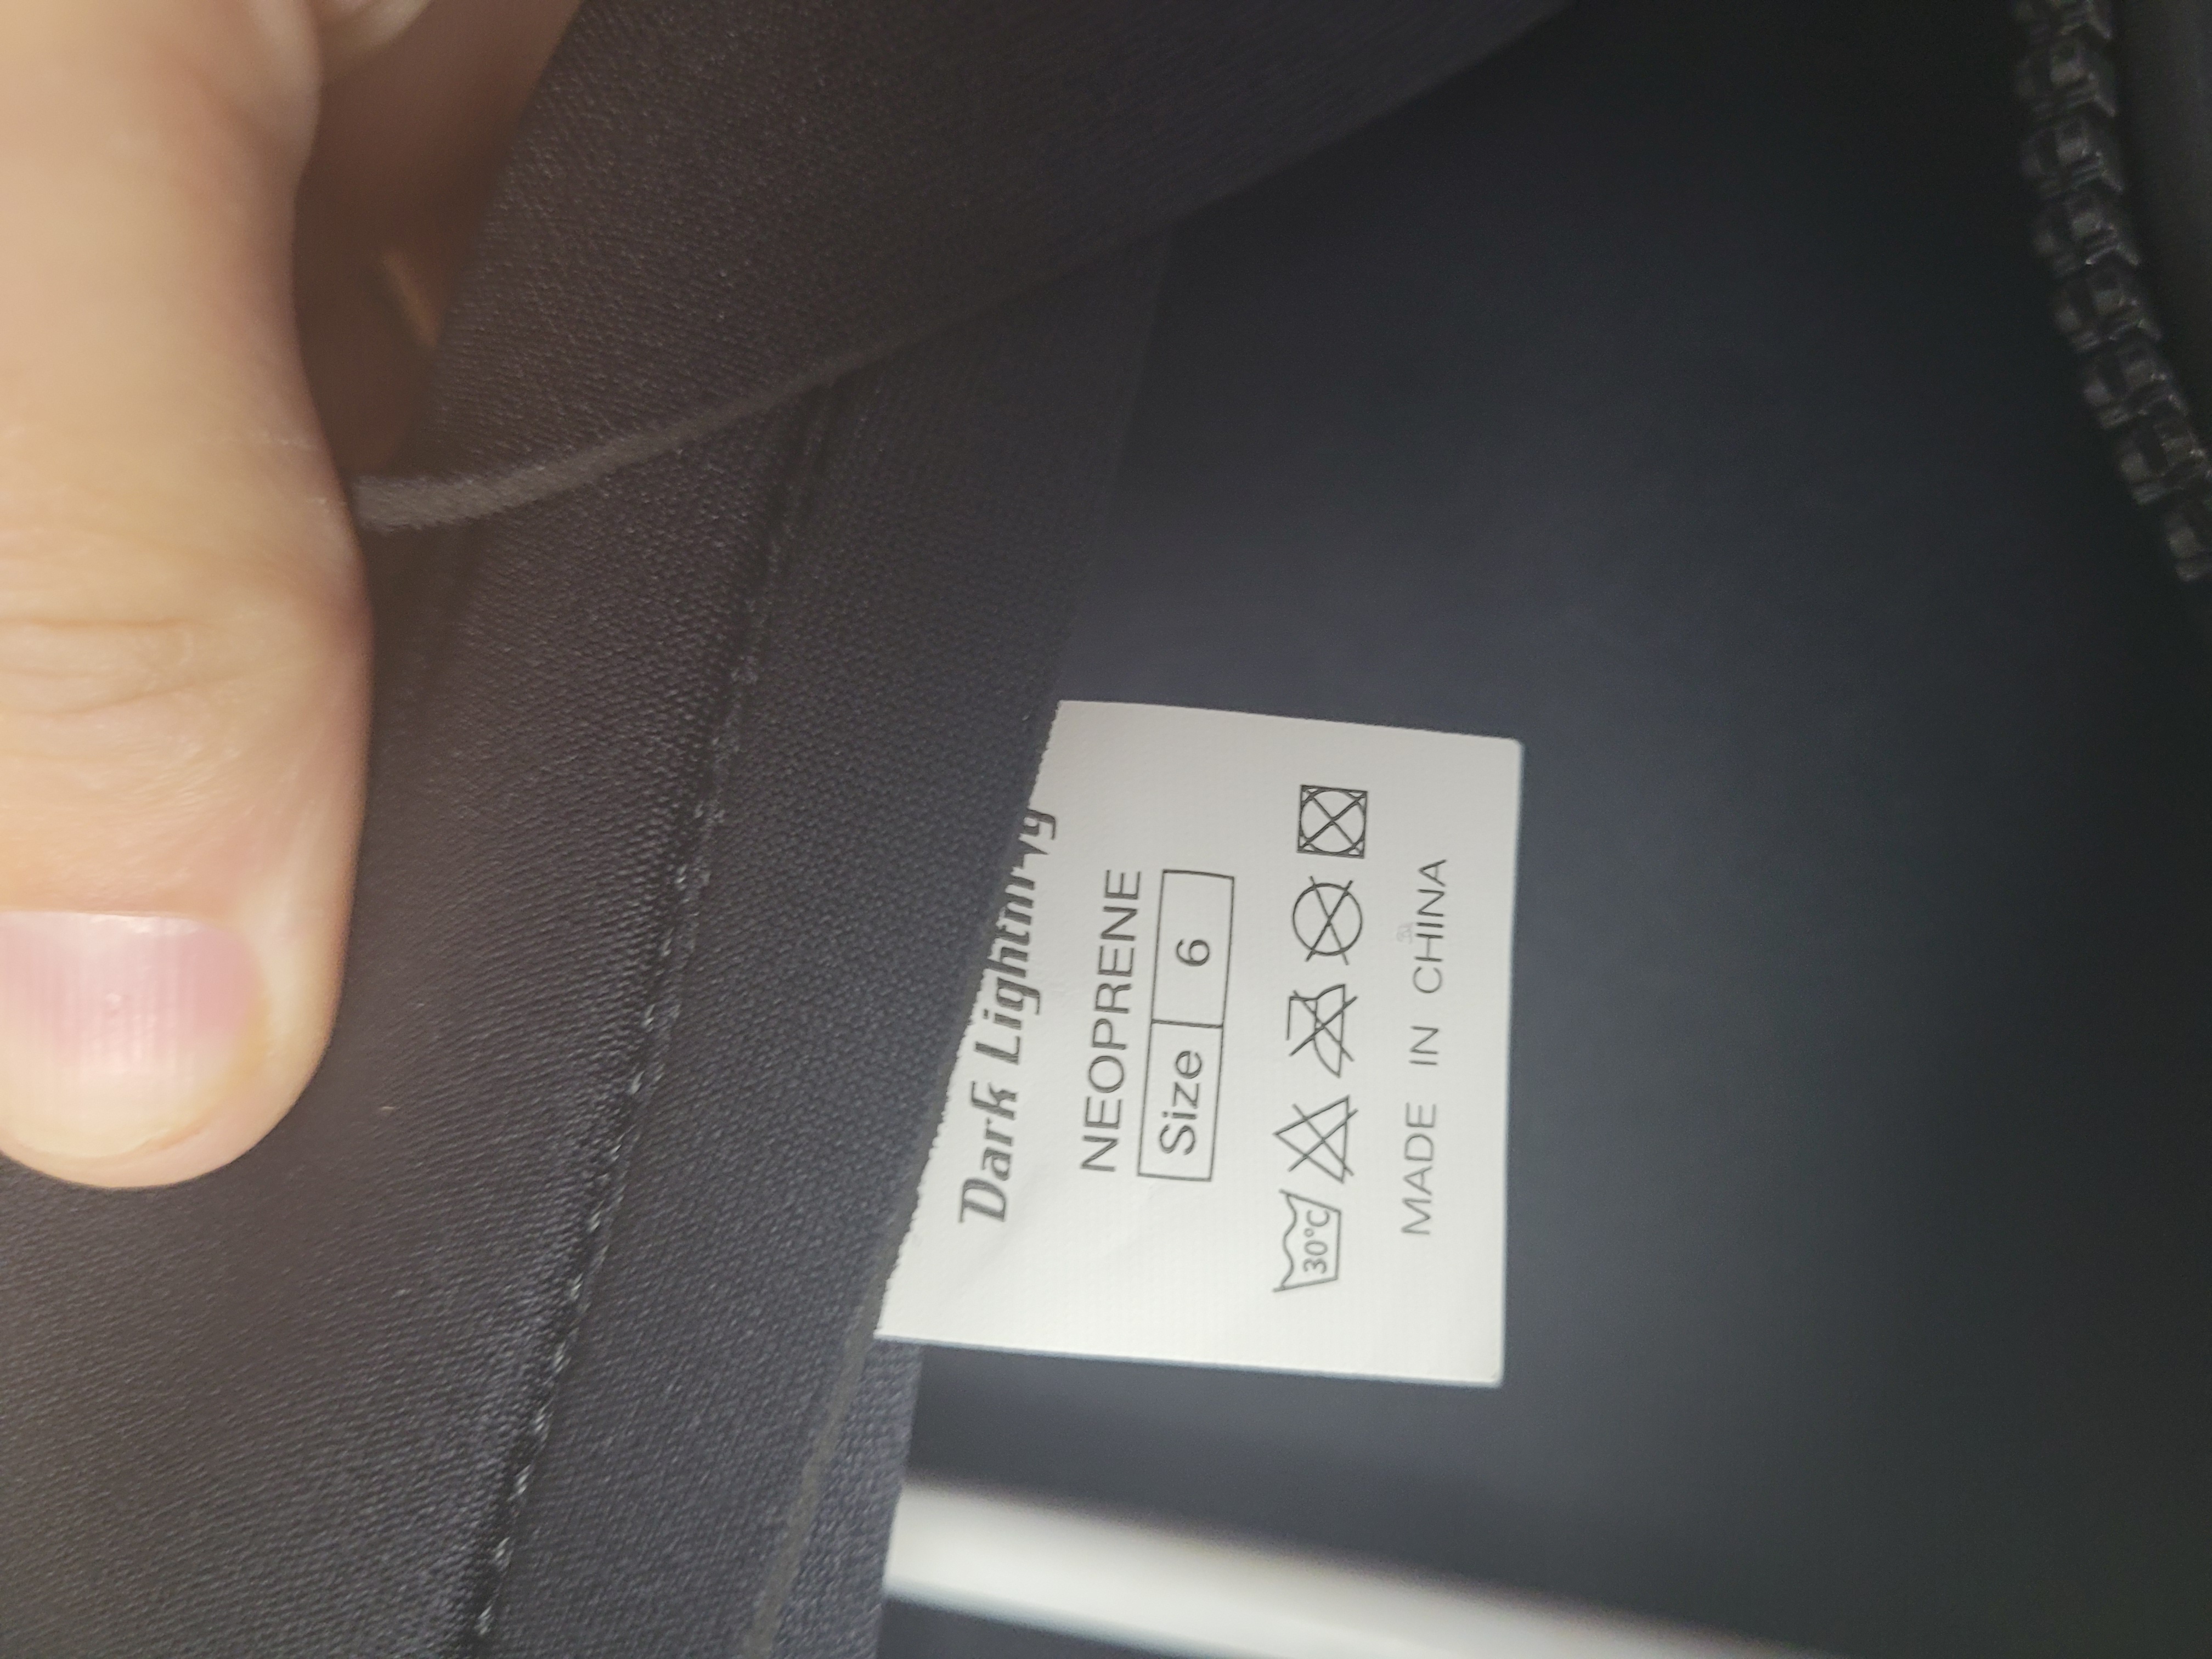 Dark Lightning
NEOPRENE
Size 6
30°C
MADE IN CHINA